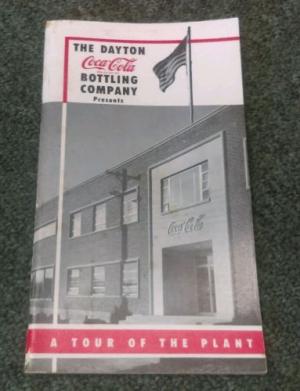 THE DAYTON
Coca-Cola
BOTTLING
COMPANY
Presents
Coca-Cola
A TOUR OF THE PLANT